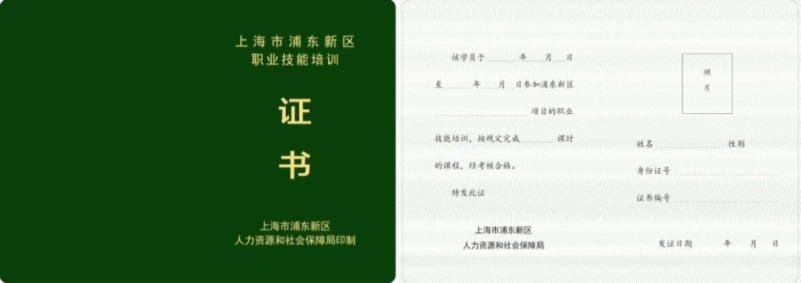 上海市浦东新区
职业技能培训
证
书
上海市浦东新区
人力资源和社会保障局印制
该学员于 年 月 日
至 年 月 日参加浦东新区
项目的职业
技能培训，按规定完成 课时
的课程，经考核合格。
特发此证
上海市浦东新区
人力资源和社会保障局
照
片
姓名 性别
身份证号
证书编号
发证日期 年 月 日